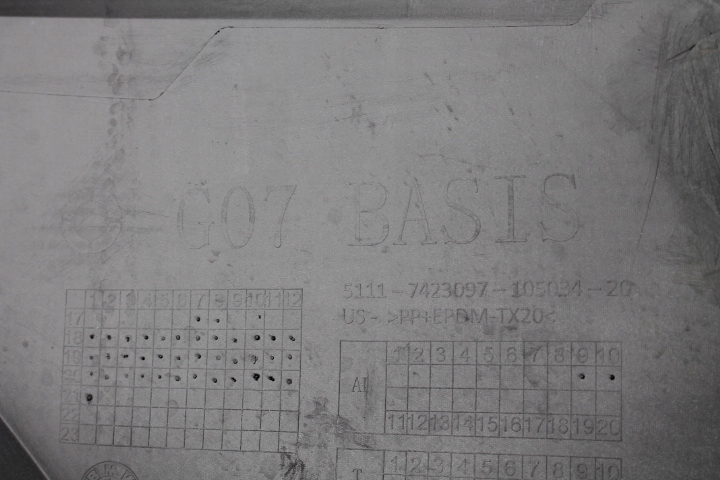 G07 BASIS
5111-7423097-105034-20
US- >PP+EPDM-TX20<
1 2 3 4 5 6 7 8 9 10 11 12
17
18
19
20
21
22
23
1 2 3 4 5 6 7 8 9 10
11 12 13 14 15 16 17 18 19 20
T
1 2 3 4 5 6 7 8 9 10